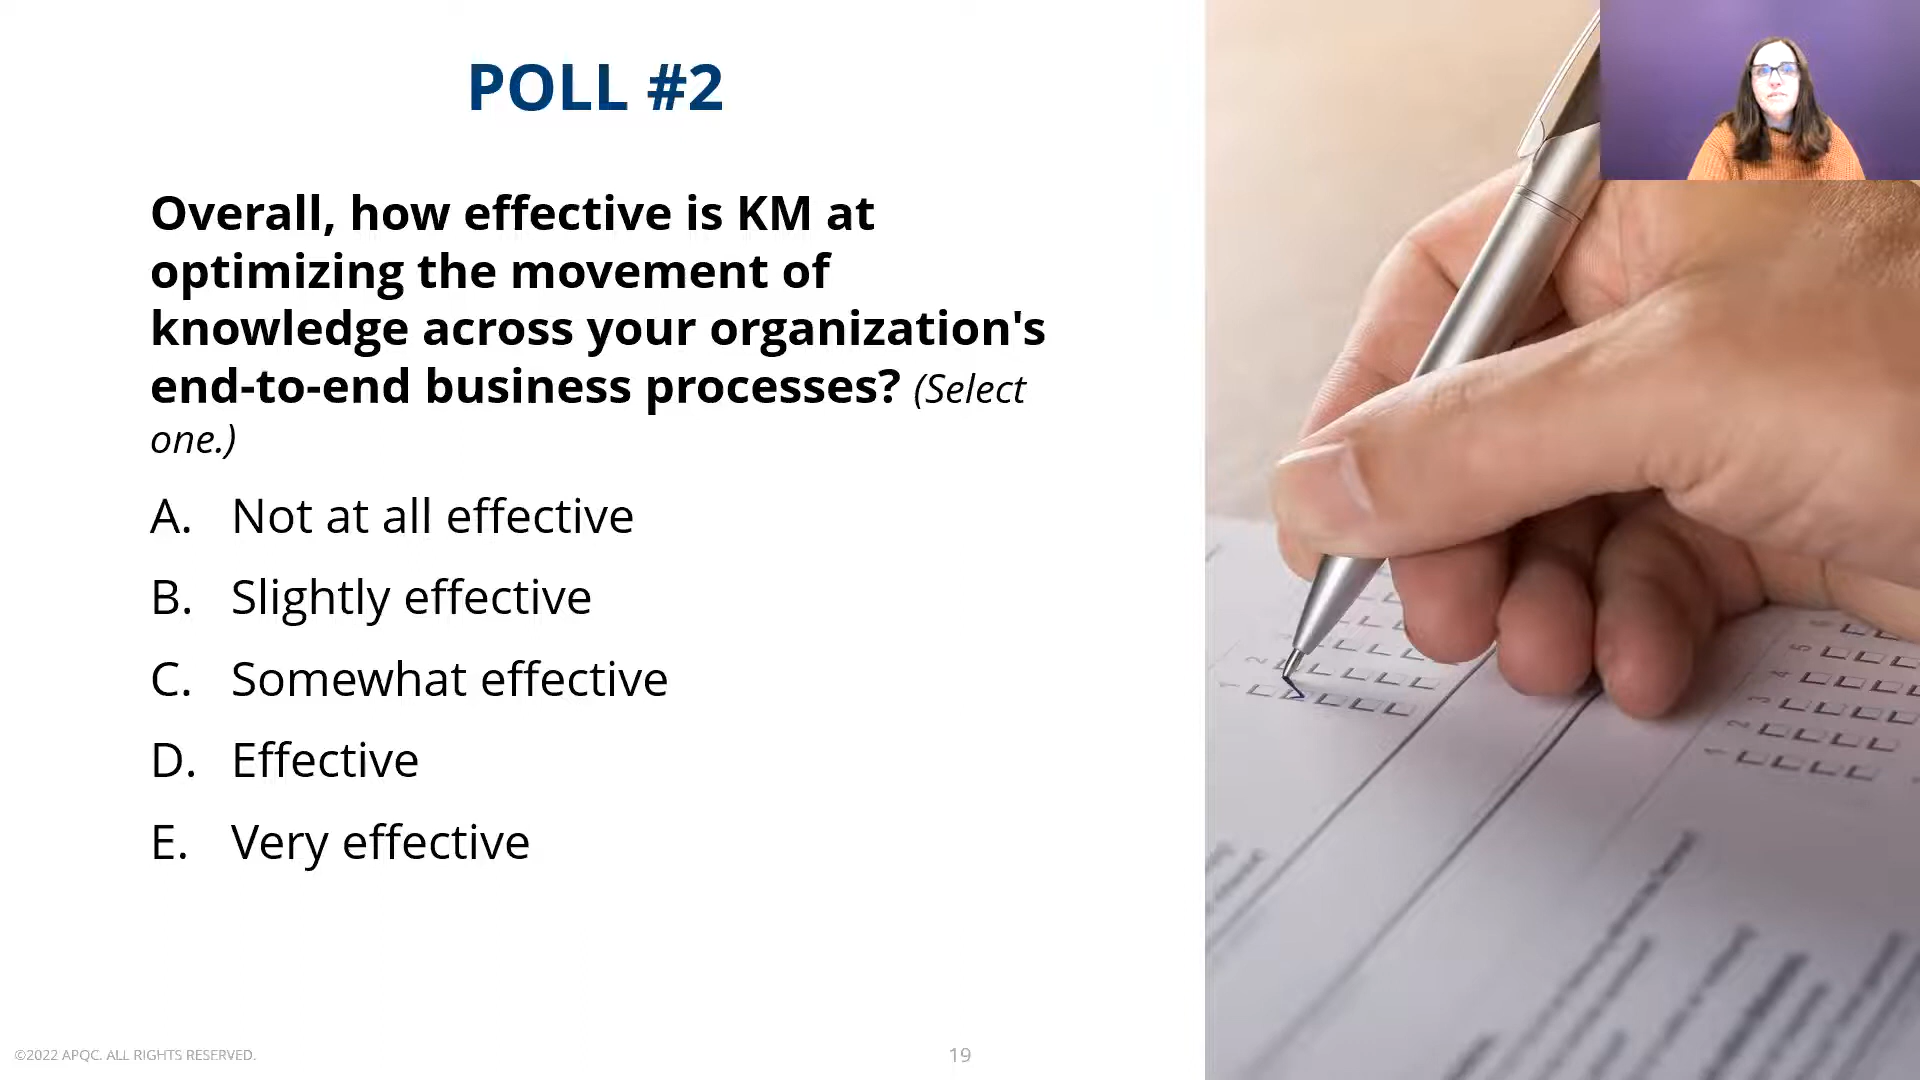 POLL #2
Overall, how effective is KM at
optimizing the movement of
knowledge across your organization's
end-to-end business processes? (Select
one.)
A. Not at all effective
B. Slightly effective
C. Somewhat effective
D. Effective
E. Very effective
©2022 APQC. ALL RIGHTS RESERVED.
19